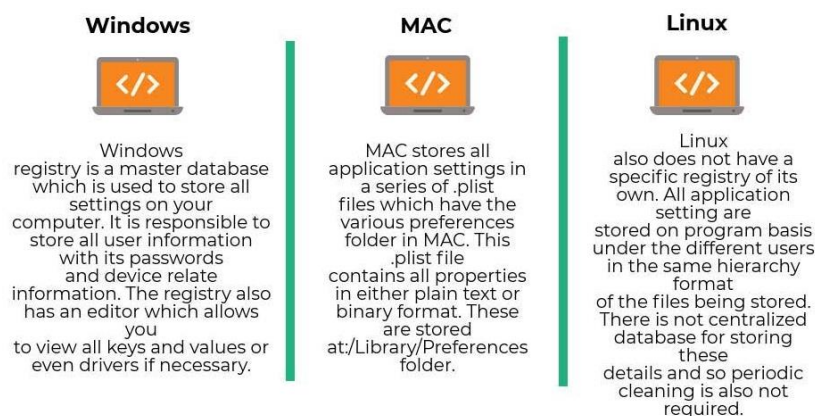 Windows
</>
Windows
registry is a master database
which is used to store all
settings on your
computer. It is responsible to
store all user information
with its passwords
and device relate
information. The registry also
has an editor which allows
you
to view all keys and values or
even drivers if necessary.
MAC
</>
MAC stores all
application settings in
a series of .plist
files which have the
various preferences
folder in MAC. This
.plist file
contains all properties
in either plain text or
binary format. These
are stored
at:/Library/Preferences
folder.
Linux
</>
Linux
also does not have a
specific registry of its
own. All application
setting are
stored on program basis
under the different users
in the same hierarchy
format
of the files being stored.
There is not centralized
database for storing
these
details and so periodic
cleaning is also not
required.